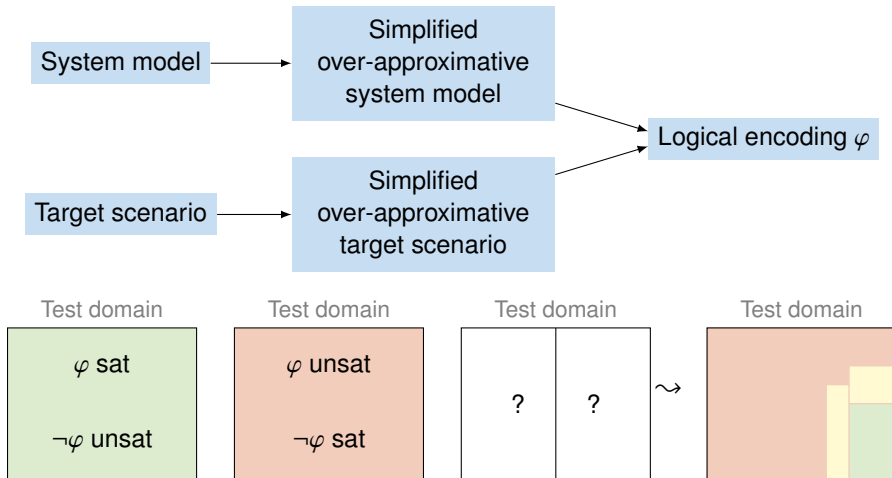 System model
Simplified
over-approximative
system model
Logical encoding φ
Target scenario
Simplified
over-approximative
target scenario
Test domain
Test domain
Test domain
Test domain
φ sat
¬φ unsat
φ unsat
¬φ sat
?
?
⇝